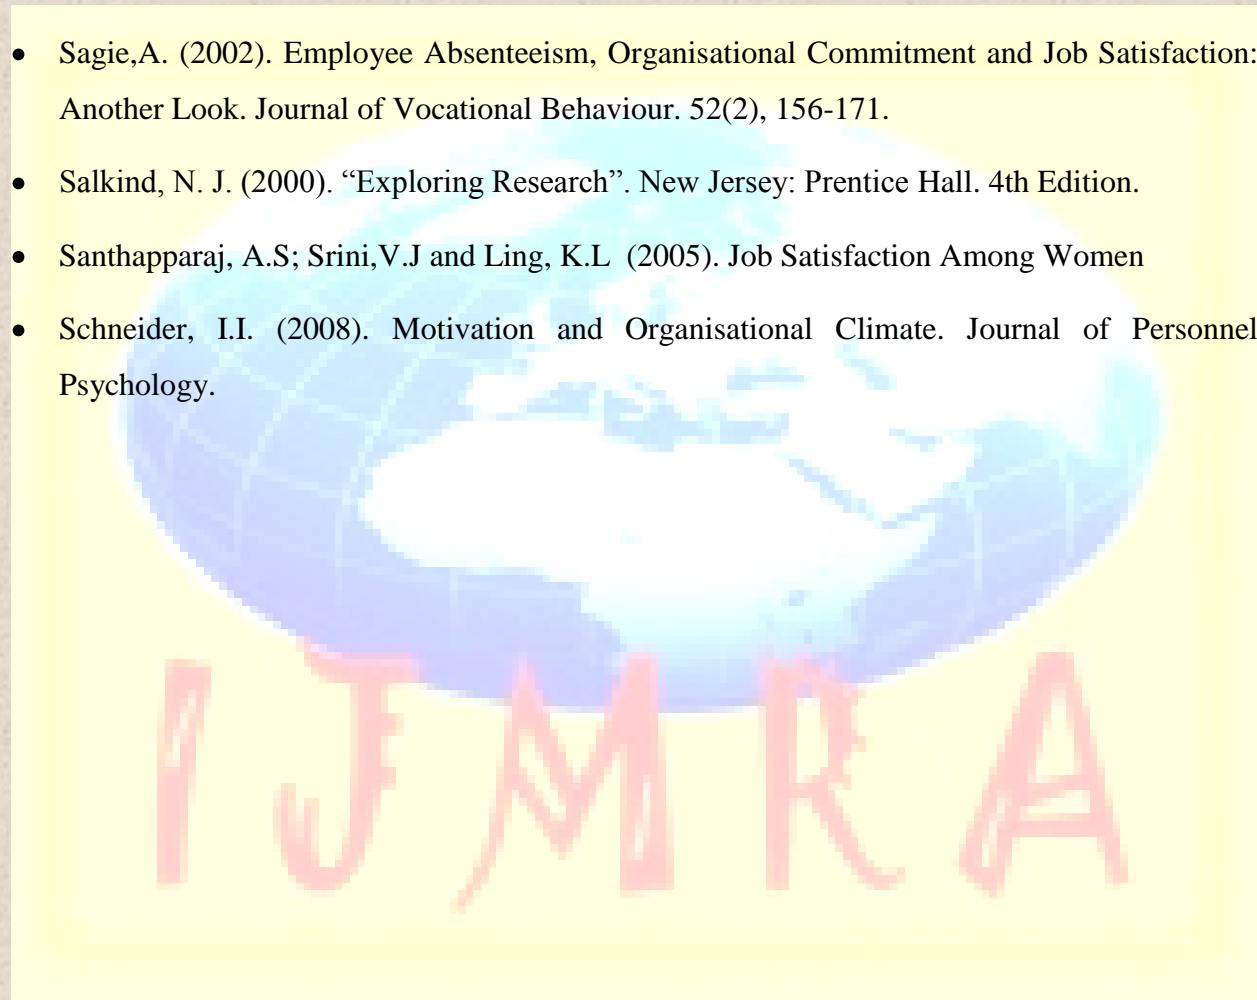 • Sagie,A. (2002). Employee Absenteeism, Organisational Commitment and Job Satisfaction:
Another Look. Journal of Vocational Behaviour. 52(2), 156-171.
• Salkind, N. J. (2000). “Exploring Research”. New Jersey: Prentice Hall. 4th Edition.
• Santhapparaj, A.S; Srini,V.J and Ling, K.L  (2005). Job Satisfaction Among Women
• Schneider, I.I. (2008). Motivation and Organisational Climate. Journal of Personnel
Psychology.
IJMRA